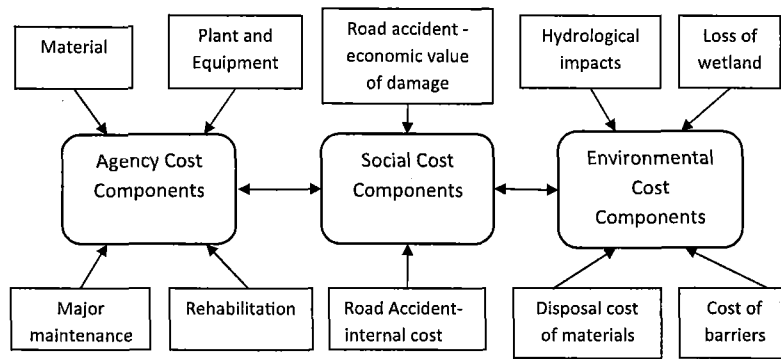 Material
Plant and
Equipment
Road accident -
economic value
of damage
Hydrological
impacts
Loss of
wetland
Agency Cost
Components
Social Cost
Components
Environmental
Cost
Components
Major
maintenance
Rehabilitation
Road Accident-
internal cost
Disposal cost
of materials
Cost of
barriers